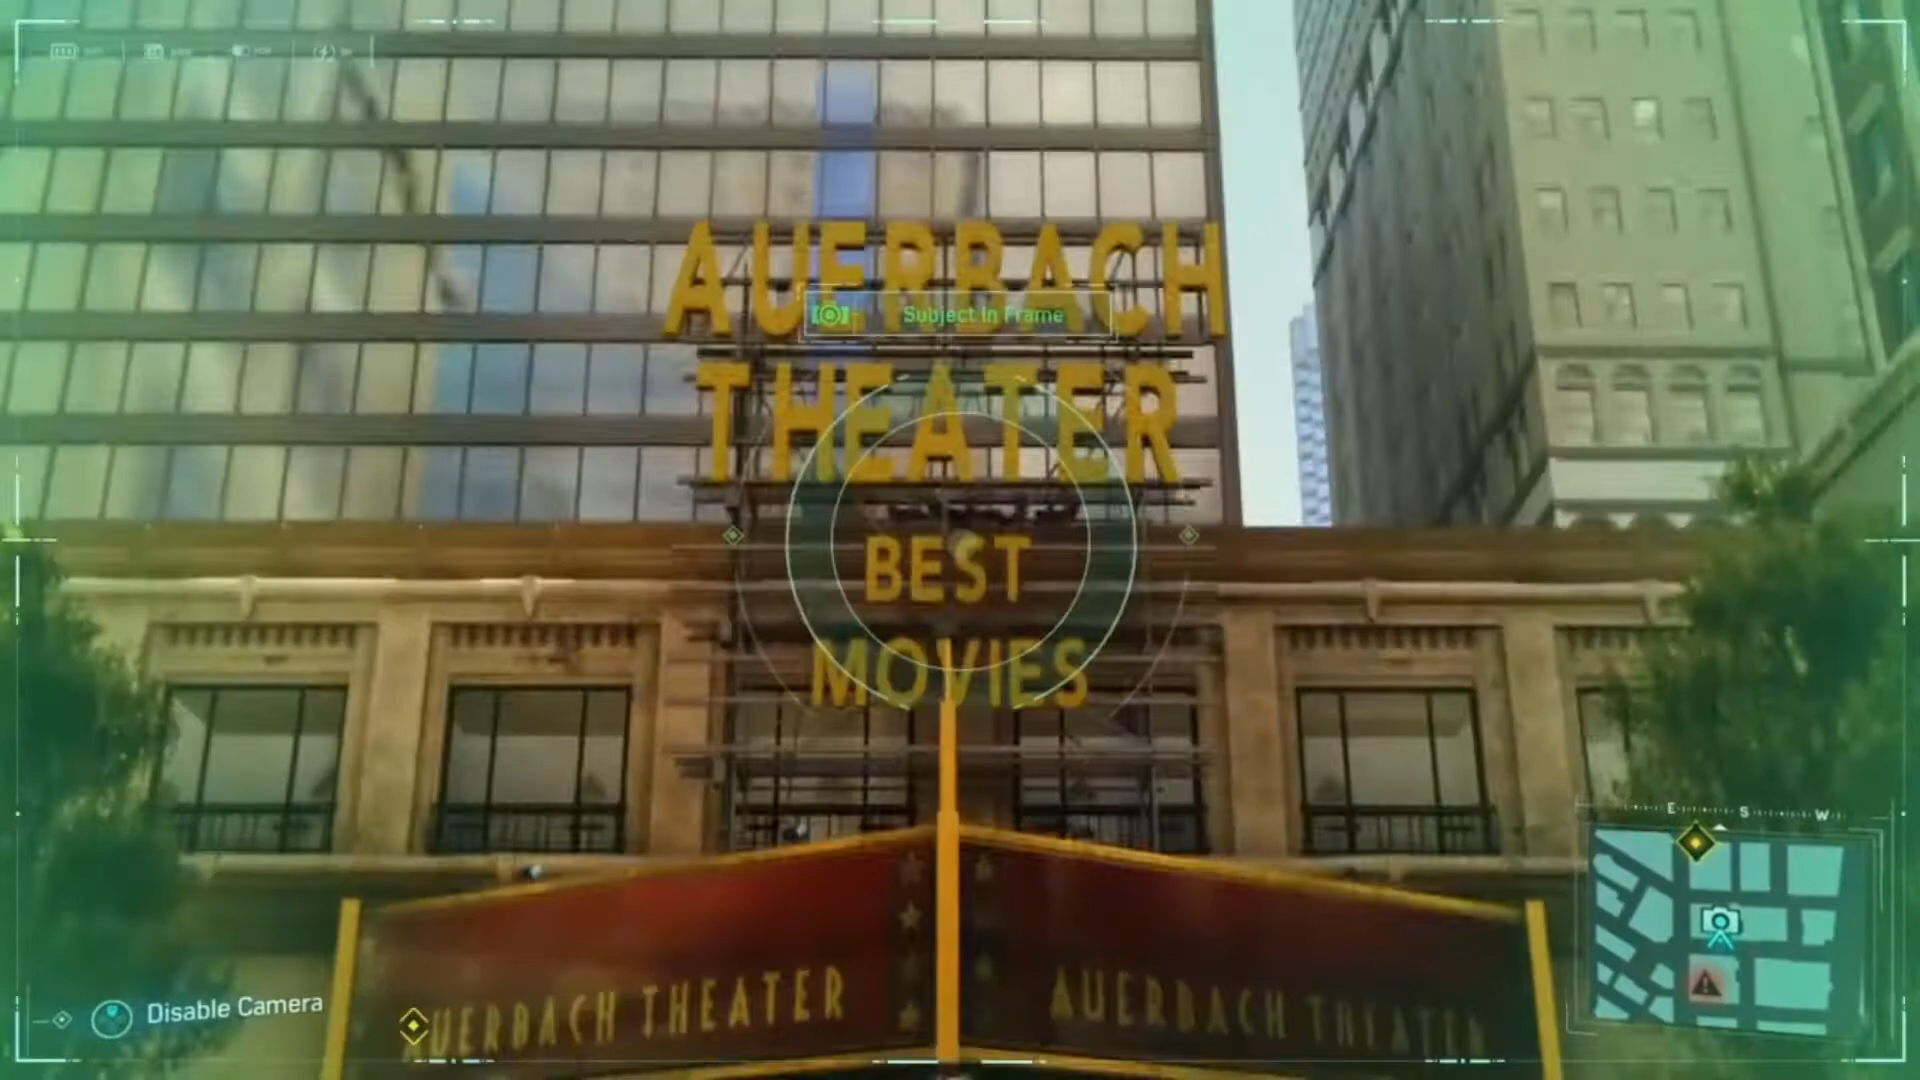 AUERBACH
Subject In Frame
THEATER
BEST
MOVIES
E S W
AUERBACH THEATER
AUERBACH THEATER
Disable Camera